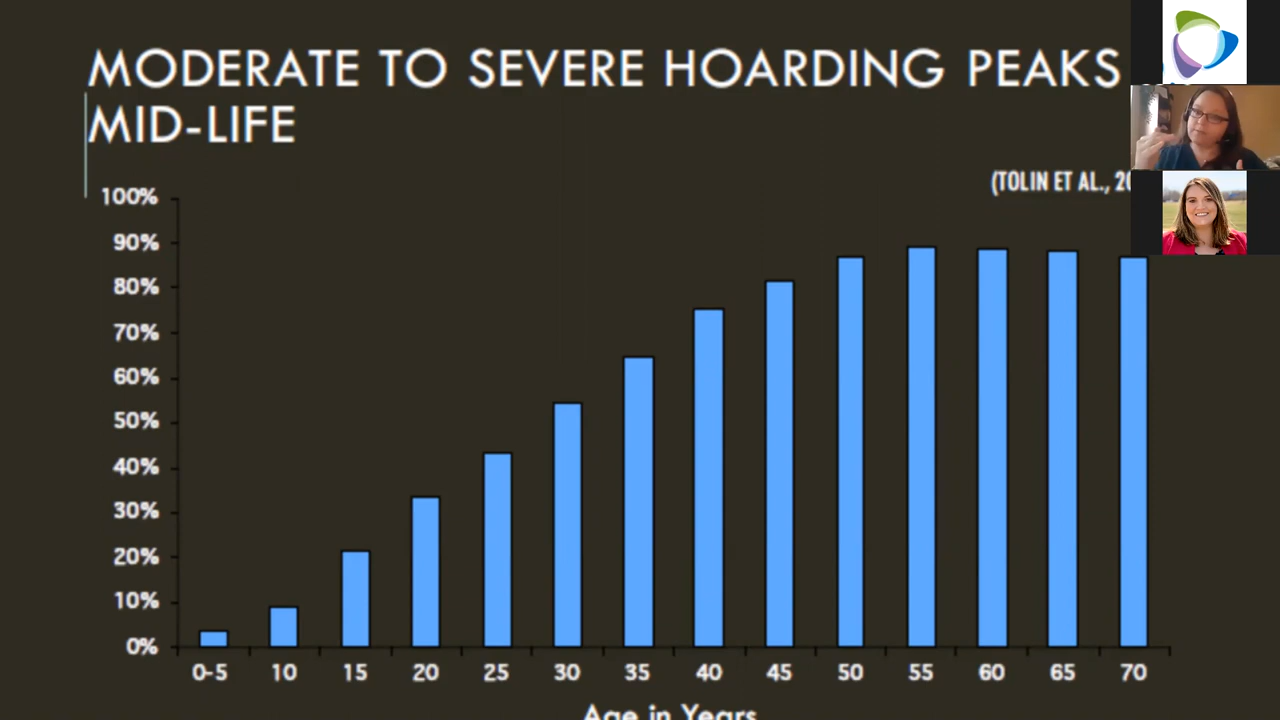 MODERATE TO SEVERE HOARDING PEAKS
MID-LIFE
(TOLIN ET AL.,
100%
90%
80%
70%
60%
50%
40%
30%
20%
10%
0%
0-5 10 15 20 25 30 35 40 45 50 55 60 65 70
Age in Years